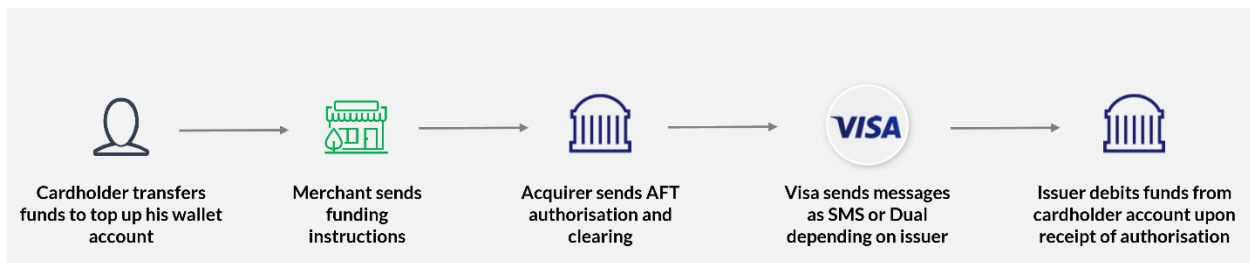 VISA
Cardholder transfers
funds to top up his wallet
account
Merchant sends
funding
instructions
Acquirer sends AFT
authorisation and
clearing
Visa sends messages
as SMS or Dual
depending on issuer
Issuer debits funds from
cardholder account upon
receipt of authorisation